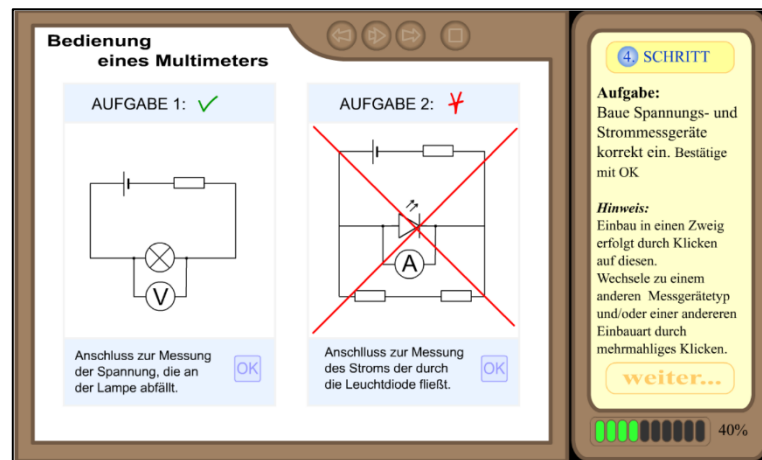 Bedienung
eines Multimeters
AUFGABE 1:
V
Anschluss zur Messung
der Spannung, die an
der Lampe abfällt.
OK
AUFGABE 2:
A
Anschlluss zur Messung
des Stroms der durch
die Leuchtdiode fließt.
OK
4. SCHRITT
Aufgabe:
Baue Spannungs- und
Strommessgeräte
korrekt ein. Bestätige
mit OK
Hinweis:
Einbau in einen Zweig
erfolgt durch Klicken
auf diesen.
Wechsele zu einem
anderen Messgerätetyp
und/oder einer andereren
Einbauart durch
mehrmahliges Klicken.
weiter...
40%